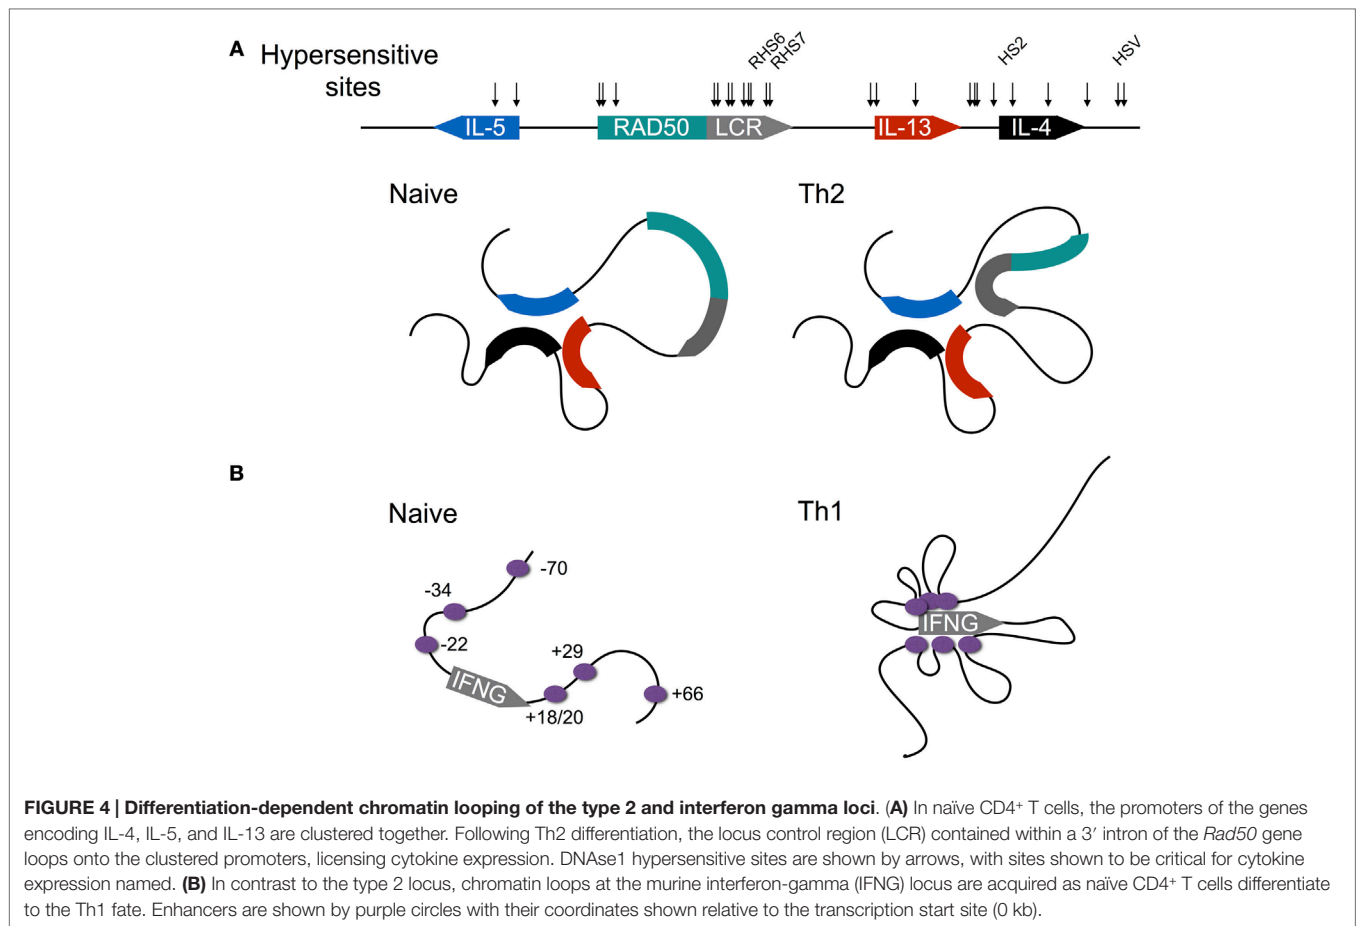 A
Hypersensitive
sites
RHS6
RHS7
HS2
HSV
IL-5
RAD50
LCR
IL-13
IL-4
Naive
Th2
B
Naive
Th1
-70
-34
-22
IFNG
+29
+18/20
+66
IFNG
FIGURE 4 | Differentiation-dependent chromatin looping of the type 2 and interferon gamma loci. (A) In naïve CD4+ T cells, the promoters of the genes
encoding IL-4, IL-5, and IL-13 are clustered together. Following Th2 differentiation, the locus control region (LCR) contained within a 3′ intron of the Rad50 gene
loops onto the clustered promoters, licensing cytokine expression. DNAse1 hypersensitive sites are shown by arrows, with sites shown to be critical for cytokine
expression named. (B) In contrast to the type 2 locus, chromatin loops at the murine interferon-gamma (IFNG) locus are acquired as naïve CD4+ T cells differentiate
to the Th1 fate. Enhancers are shown by purple circles with their coordinates shown relative to the transcription start site (0 kb).